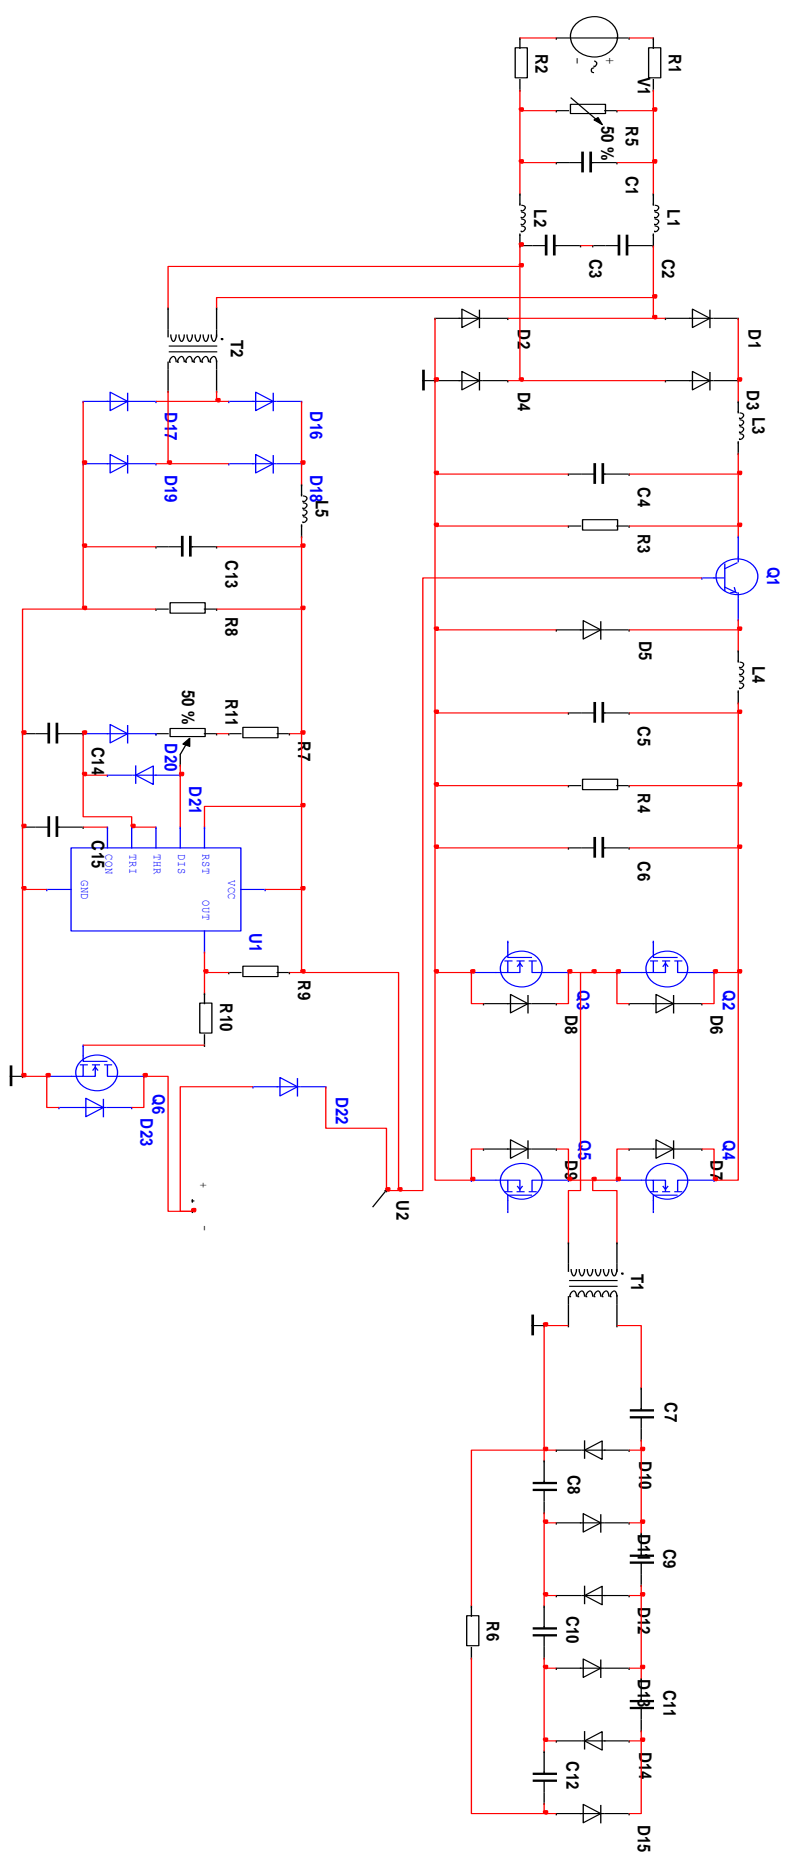 R2
R1
-
+
~
V1
R5
50 %
C1
L2
L1
C3
C2
T2
D2
D1
D4
D3
L3
D17
D16
D19
D18
L5
C4
C13
R3
Q1
R8
D5
L4
50 %
R11
R7
C5
C14
D20
D21
R4
C15
CON
TRI
THR
DIS
RST
VCC
GND
OUT
U1
C6
R9
Q3
Q2
R10
D8
D6
Q6
D22
D23
Q5
Q4
D9
D7
+
-
U2
T1
C7
D10
C8
D11
C9
D12
C10
R6
D13
C11
D14
C12
D15